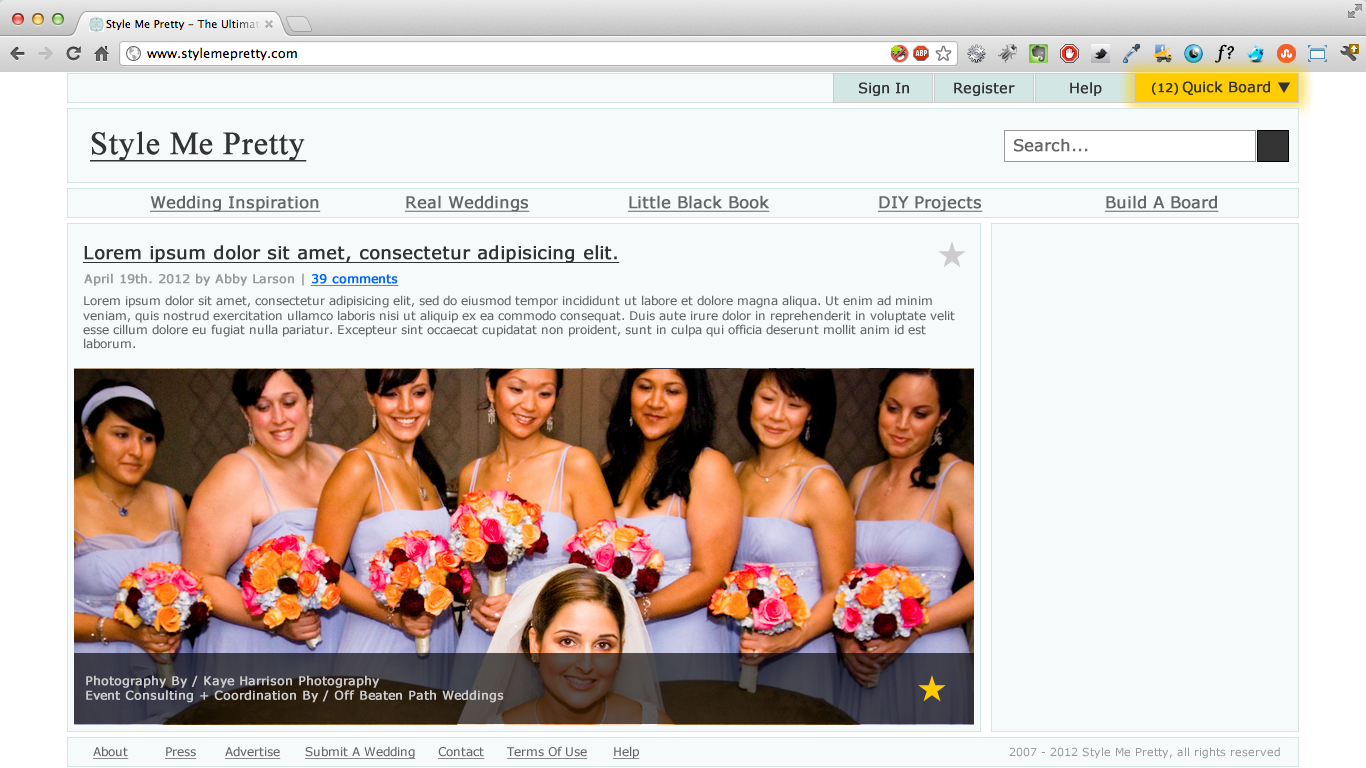 Style Me Pretty – The Ultimat
www.stylemepretty.com
ABP
f?
Sign In
Register
Help
(12) Quick Board ▼
Style Me Pretty
Search...
Wedding Inspiration
Real Weddings
Little Black Book
DIY Projects
Build A Board
Lorem ipsum dolor sit amet, consectetur adipisicing elit.
April 19th. 2012 by Abby Larson | 39 comments
Lorem ipsum dolor sit amet, consectetur adipisicing elit, sed do eiusmod tempor incididunt ut labore et dolore magna aliqua. Ut enim ad minim
veniam, quis nostrud exercitation ullamco laboris nisi ut aliquip ex ea commodo consequat. Duis aute irure dolor in reprehenderit in voluptate velit
esse cillum dolore eu fugiat nulla pariatur. Excepteur sint occaecat cupidatat non proident, sunt in culpa qui officia deserunt mollit anim id est
laborum.
Photography By / Kaye Harrison Photography
Event Consulting + Coordination By / Off Beaten Path Weddings
About
Press
Advertise
Submit A Wedding
Contact
Terms Of Use
Help
2007 - 2012 Style Me Pretty, all rights reserved